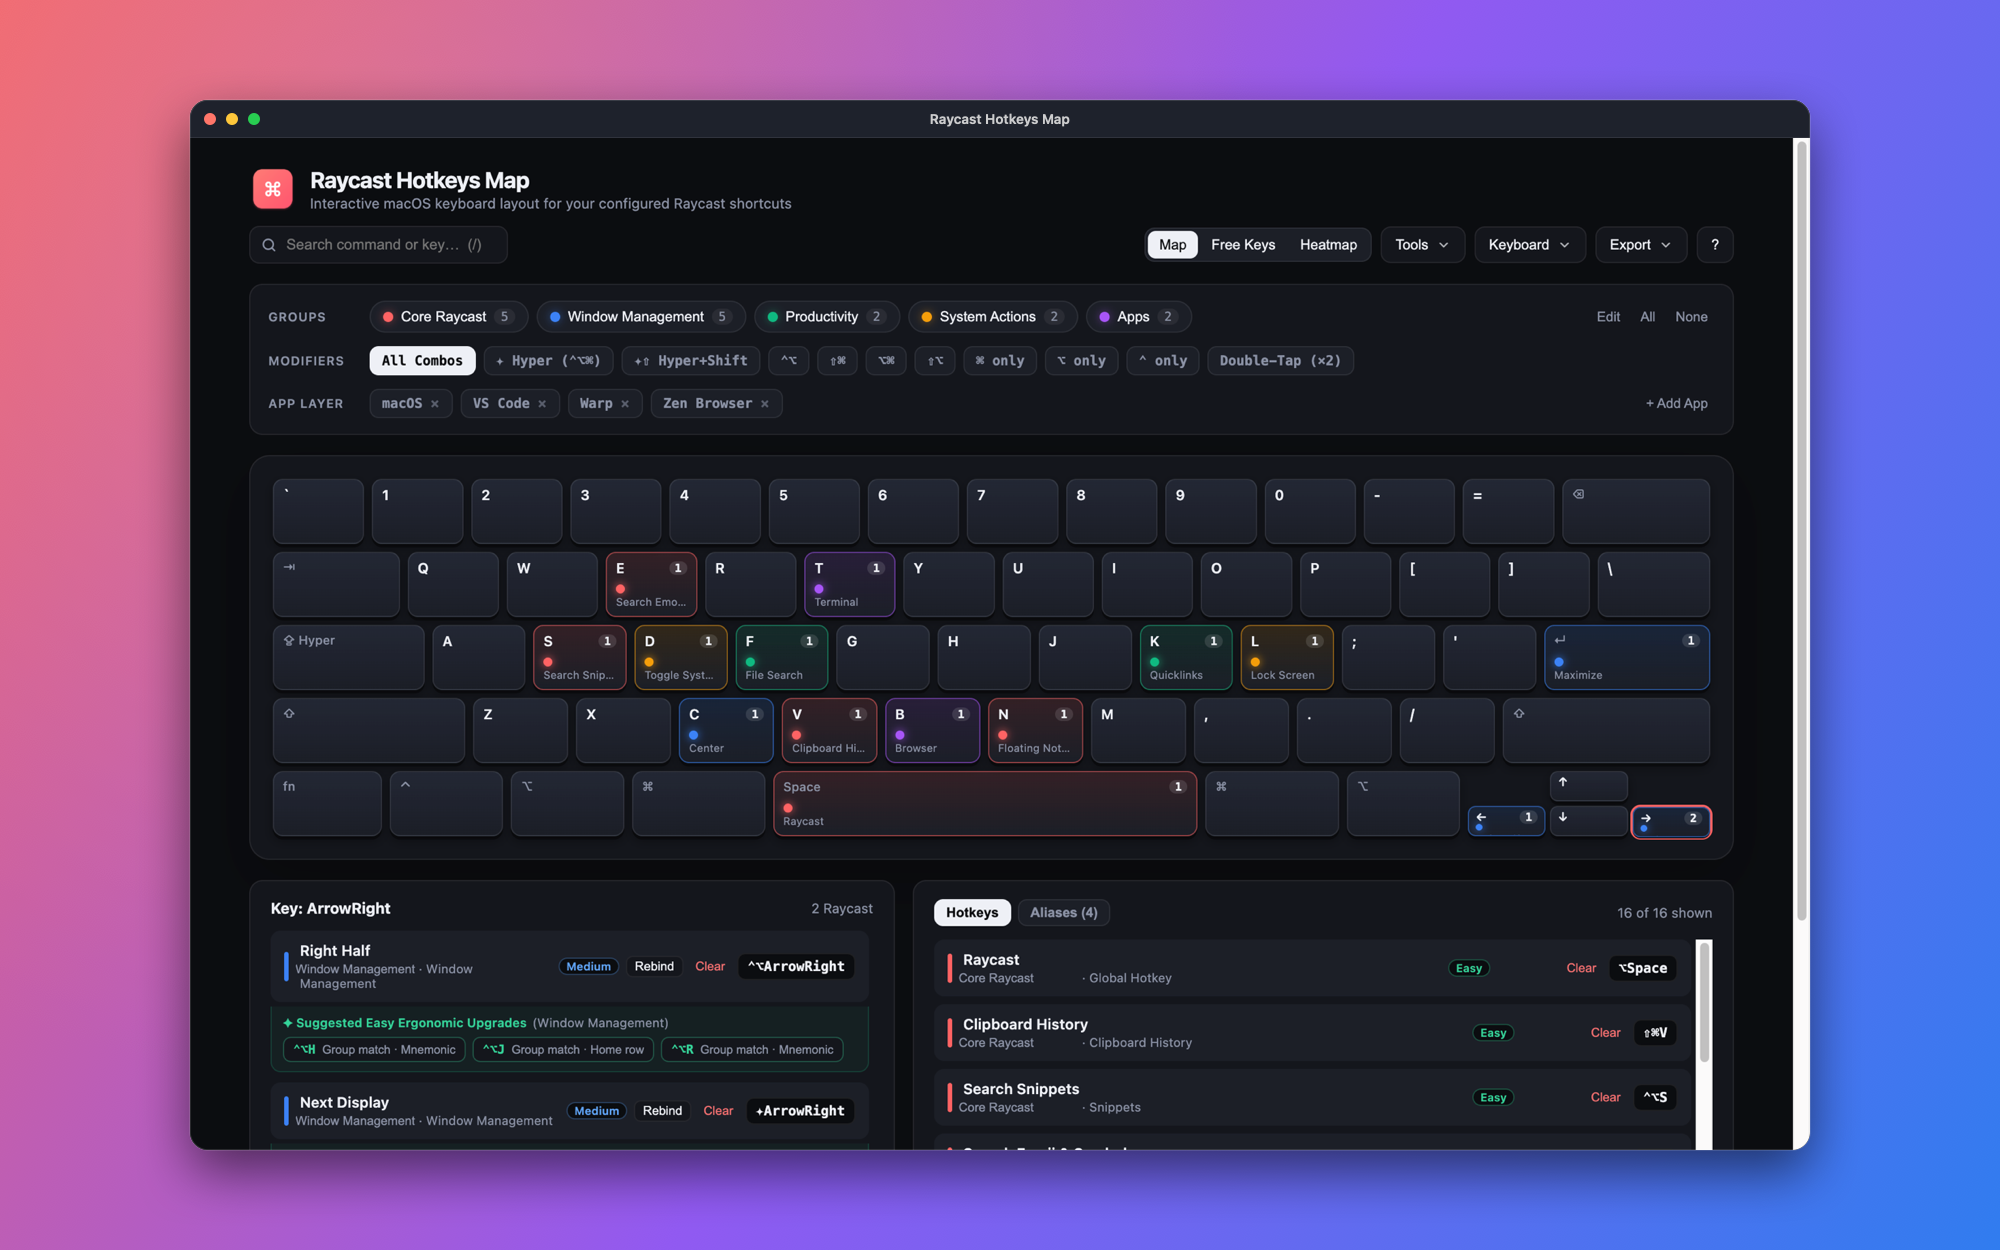 Raycast Hotkeys Map
⌘
Raycast Hotkeys Map
Interactive macOS keyboard layout for your configured Raycast shortcuts
Search command or key… (/)
Map Free Keys Heatmap Tools Keyboard Export ?
GROUPS Core Raycast 5 Window Management 5 Productivity 2 System Actions 2 Apps 2 Edit All None
MODIFIERS All Combos ✦ Hyper (⌃⌥⌘) ✦⇧ Hyper+Shift ⌃⌥ ⇧⌘ ⌥⌘ ⇧⌥ ⌘ only ⌥ only ⌃ only Double-Tap (×2)
APP LAYER macOS × VS Code × Warp × Zen Browser × + Add App
` 1 2 3 4 5 6 7 8 9 0 - = ⌫
⇥ Q W E 1 R T 1 Y U I O P [ ] \
Search Emo… Terminal
⇪ Hyper A S 1 D 1 F 1 G H J K 1 L 1 ; ' ↵ 1
Search Snip… Toggle Syst… File Search Quicklinks Lock Screen Maximize
⇧ Z X C 1 V 1 B 1 N 1 M , . / ⇧
Center Clipboard Hi… Browser Floating Not…
fn ⌃ ⌥ ⌘ Space 1 ⌘ ⌥ ↑
Raycast ← 1 ↓ → 2
Key: ArrowRight 2 Raycast
Right Half
Window Management · Window
Management
Medium Rebind Clear ⌃⌥ArrowRight
✦ Suggested Easy Ergonomic Upgrades (Window Management)
⌃⌥H Group match · Mnemonic ⌃⌥J Group match · Home row ⌃⌥R Group match · Mnemonic
Next Display
Window Management · Window Management
Medium Rebind Clear ✦ArrowRight
Hotkeys Aliases (4) 16 of 16 shown
Raycast
Core Raycast · Global Hotkey
Easy Clear ⌥Space
Clipboard History
Core Raycast · Clipboard History
Easy Clear ⇧⌘V
Search Snippets
Core Raycast · Snippets
Easy Clear ⌃⌥S